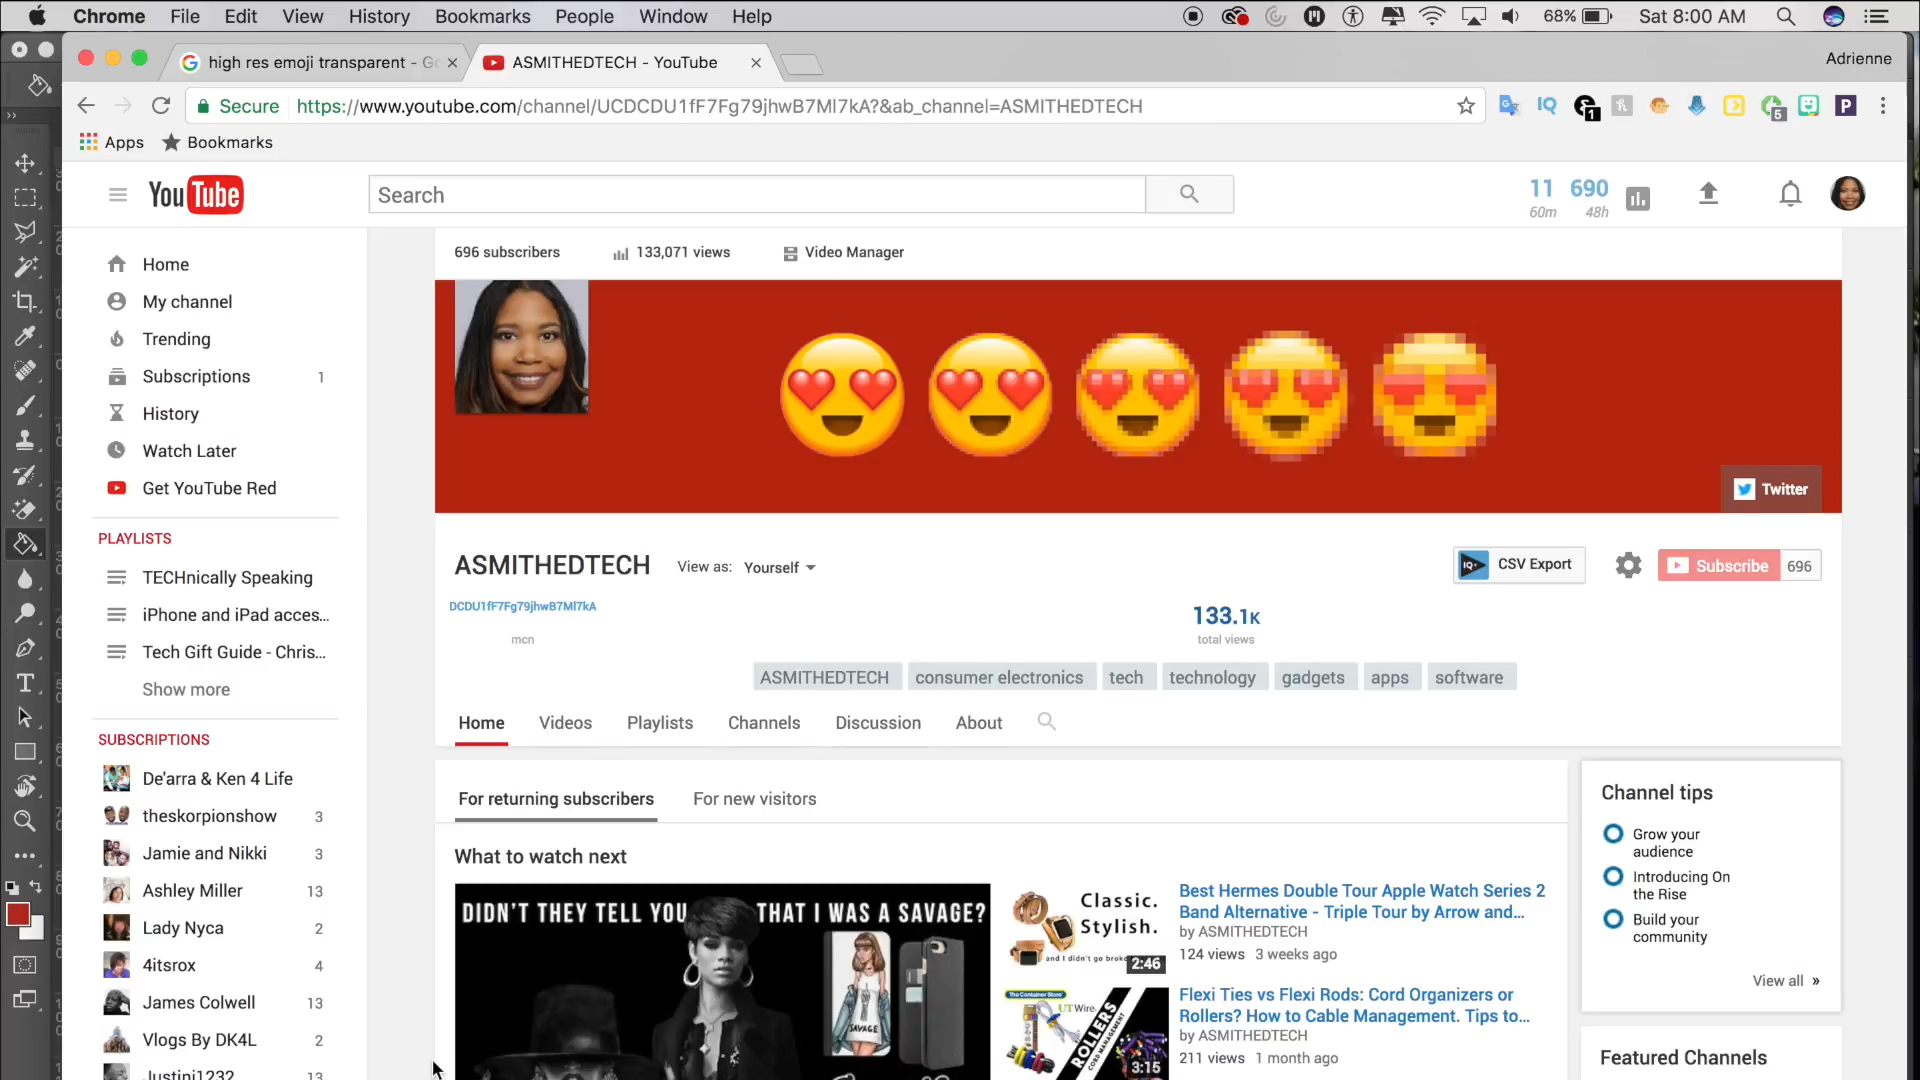 Chrome File Edit View History Bookmarks People Window Help 68% Sat 8:00 AM
high res emoji transparent - Go ASMITHEDTECH - YouTube Adrienne
Secure https://www.youtube.com/channel/UCDCDU1fF7Fg79jhwB7Ml7kA?&ab_channel=ASMITHEDTECH
Apps Bookmarks
YouTube Search 11 60m 690 48h
696 subscribers 133,071 views Video Manager
Home
My channel
Trending
Subscriptions 1
History
Watch Later
Get YouTube Red
PLAYLISTS
TECHnically Speaking
iPhone and iPad acces...
Tech Gift Guide - Chris...
Show more
SUBSCRIPTIONS
De'arra & Ken 4 Life
theskorpionshow 3
Jamie and Nikki 3
Ashley Miller 13
Lady Nyca 2
4itsrox 4
James Colwell 13
Vlogs By DK4L 2
Justini1232 13
Twitter
ASMITHEDTECH View as: Yourself
CSV Export Subscribe 696
DCDU1fF7Fg79jhwB7Ml7kA
mcn
133.1K
total views
ASMITHEDTECH consumer electronics tech technology gadgets apps software
Home Videos Playlists Channels Discussion About
For returning subscribers For new visitors
What to watch next
DIDN'T THEY TELL YOU THAT I WAS A SAVAGE?
SAVAGE
Classic.
Stylish.
and I didn't go broke
2:46
Best Hermes Double Tour Apple Watch Series 2
Band Alternative - Triple Tour by Arrow and...
by ASMITHEDTECH
124 views 3 weeks ago
The Container Store
UT Wire
ROLLERS
CORD MANAGEMENT
3:15
Flexi Ties vs Flexi Rods: Cord Organizers or
Rollers? How to Cable Management. Tips to...
by ASMITHEDTECH
211 views 1 month ago
Channel tips
Grow your
audience
Introducing On
the Rise
Build your
community
View all »
Featured Channels